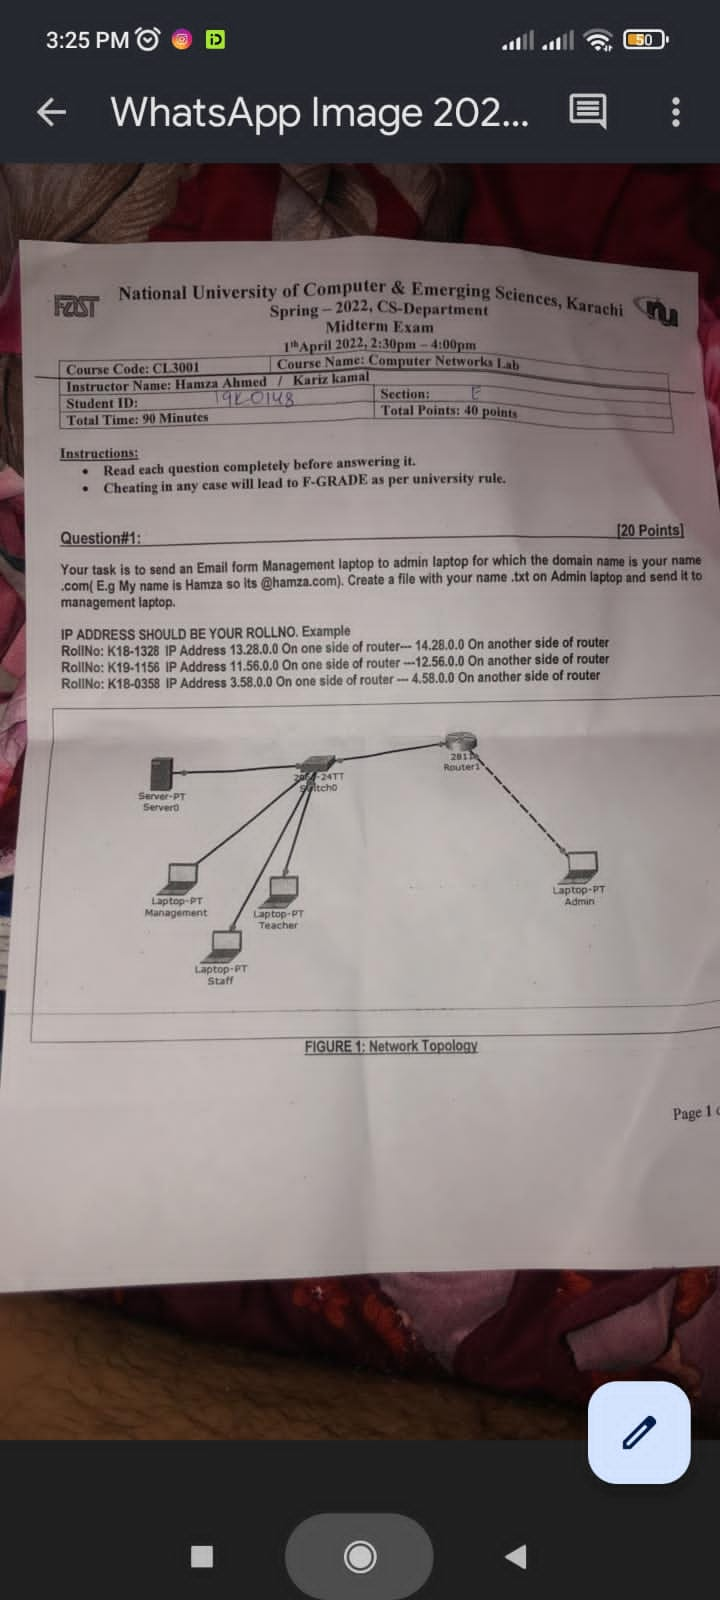 3:25 PM
50
WhatsApp Image 202...
FAST
National University of Computer & Emerging Sciences, Karachi
nu
Spring – 2022, CS-Department
Midterm Exam
1th April 2022, 2:30pm – 4:00pm
Course Code: CL3001 Course Name: Computer Networks Lab
Instructor Name: Hamza Ahmed / Kariz kamal
Student ID: 19K-0148 Section: E
Total Time: 90 Minutes Total Points: 40 points
Instructions:
• Read each question completely before answering it.
• Cheating in any case will lead to F-GRADE as per university rule.
Question#1: [20 Points]
Your task is to send an Email form Management laptop to admin laptop for which the domain name is your name
.com( E.g My name is Hamza so its @hamza.com). Create a file with your name .txt on Admin laptop and send it to
management laptop.
IP ADDRESS SHOULD BE YOUR ROLLNO. Example
RollNo: K18-1328 IP Address 13.28.0.0 On one side of router--- 14.28.0.0 On another side of router
RollNo: K19-1156 IP Address 11.56.0.0 On one side of router ---12.56.0.0 On another side of router
RollNo: K18-0358 IP Address 3.58.0.0 On one side of router --- 4.58.0.0 On another side of router
Server-PT
Server0
-24TT
Switch0
2811
Router1
Laptop-PT
Management
Laptop-PT
Teacher
Laptop-PT
Staff
Laptop-PT
Admin
FIGURE 1: Network Topology
Page 1